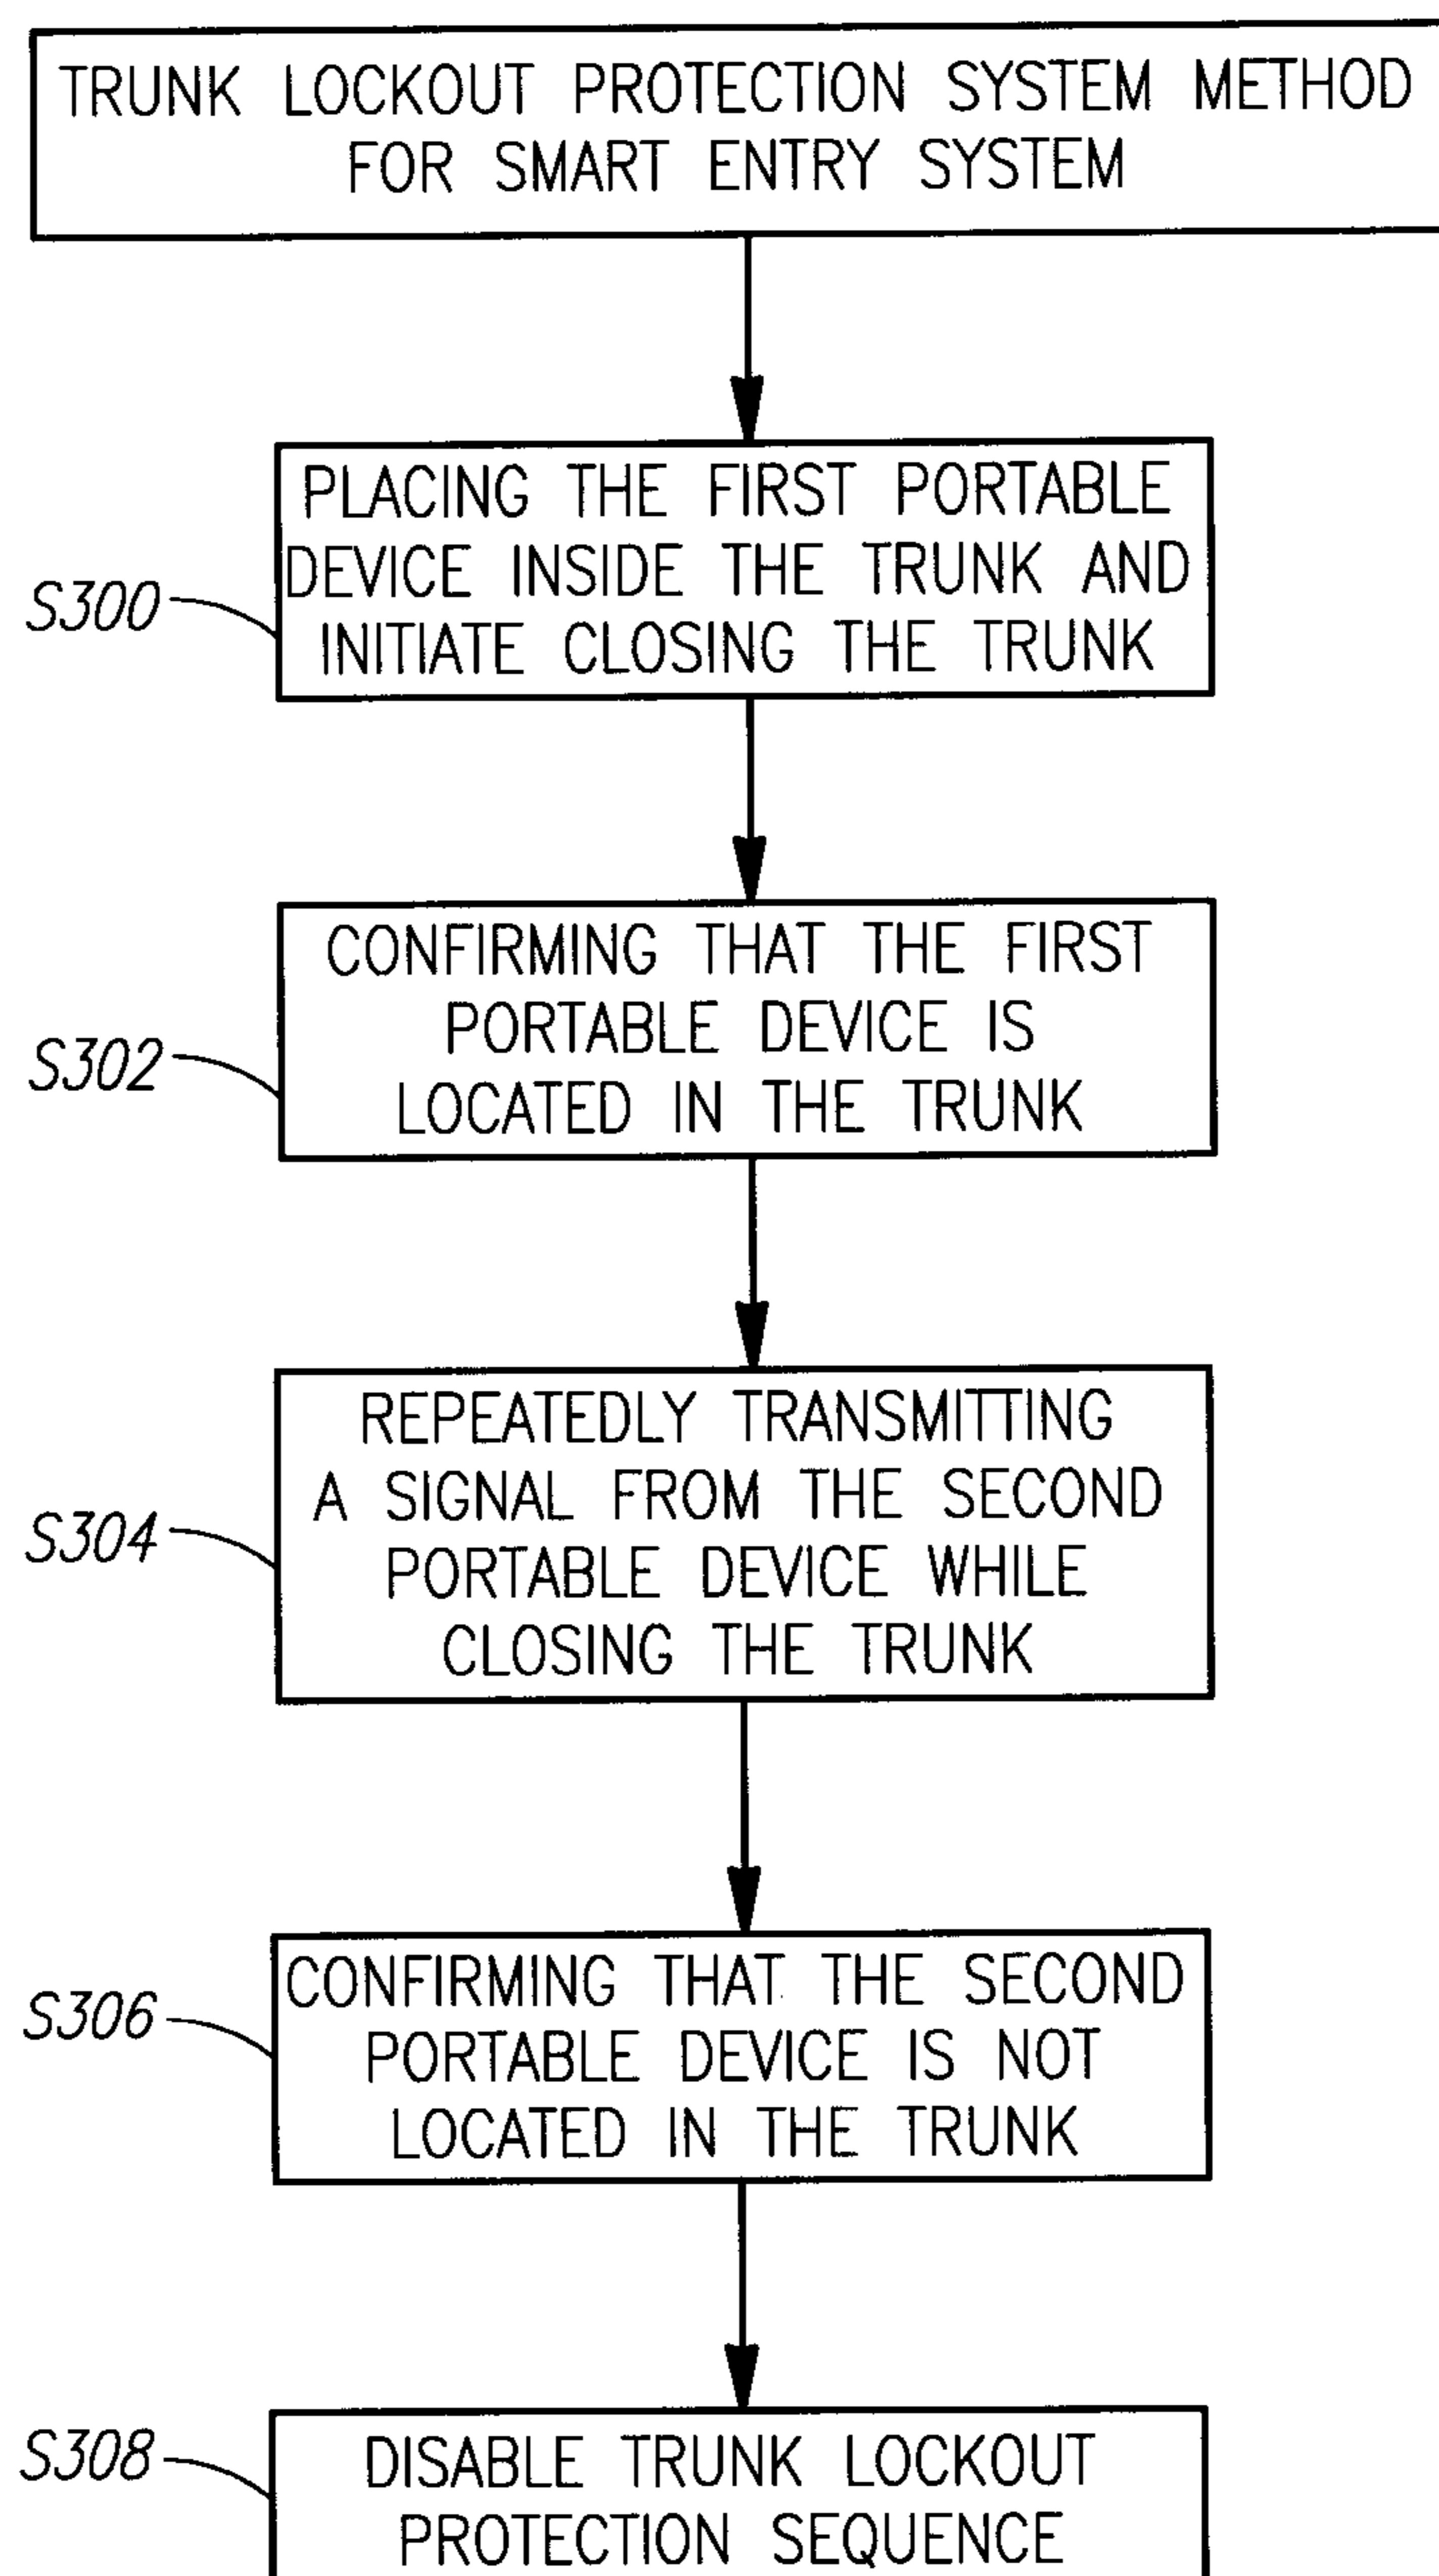 TRUNK LOCKOUT PROTECTION SYSTEM METHOD
FOR SMART ENTRY SYSTEM
PLACING THE FIRST PORTABLE
DEVICE INSIDE THE TRUNK AND
INITIATE CLOSING THE TRUNK
S300
CONFIRMING THAT THE FIRST
PORTABLE DEVICE IS
LOCATED IN THE TRUNK
S302
REPEATEDLY TRANSMITTING
A SIGNAL FROM THE SECOND
PORTABLE DEVICE WHILE
CLOSING THE TRUNK
S304
CONFIRMING THAT THE SECOND
PORTABLE DEVICE IS NOT
LOCATED IN THE TRUNK
S306
DISABLE TRUNK LOCKOUT
PROTECTION SEQUENCE
S308